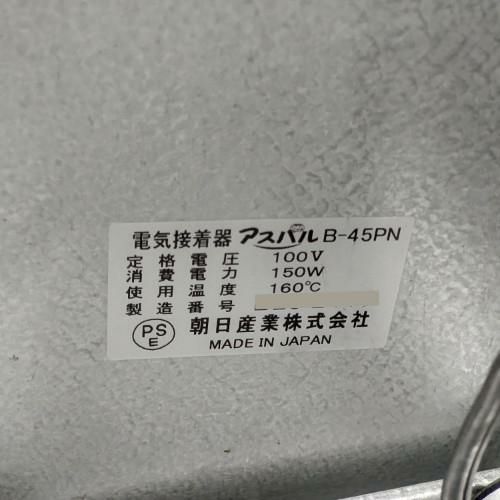 電気接着器 アスパル B-45PN
定格電圧 100V
消費電力 150W
使用温度 160℃
製造番号
PSE 朝日産業株式会社
MADE IN JAPAN